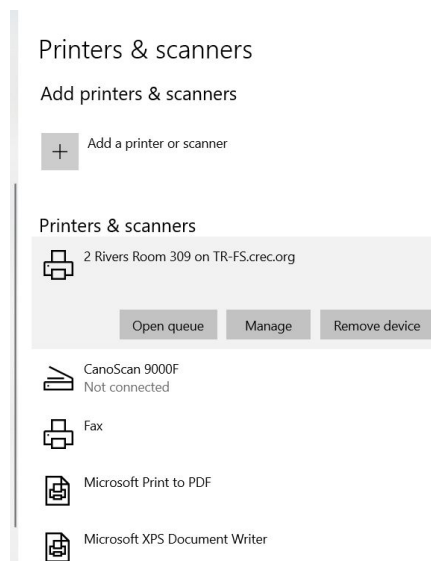 Printers & scanners
Add printers & scanners
Add a printer or scanner
Printers & scanners
2 Rivers Room 309 on TR-FS.crec.org
Open queue Manage Remove device
CanoScan 9000F
Not connected
Fax
Microsoft Print to PDF
Microsoft XPS Document Writer